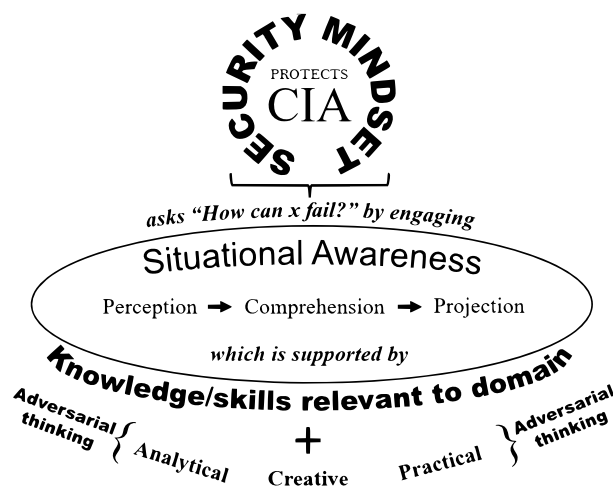 SECURITY MINDSET
PROTECTS
CIA
asks “How can x fail?” by engaging
Situational Awareness
Perception → Comprehension → Projection
which is supported by
Knowledge/skills relevant to domain
Adversarial
thinking
{ Analytical
+
Creative
Practical }
Adversarial
thinking